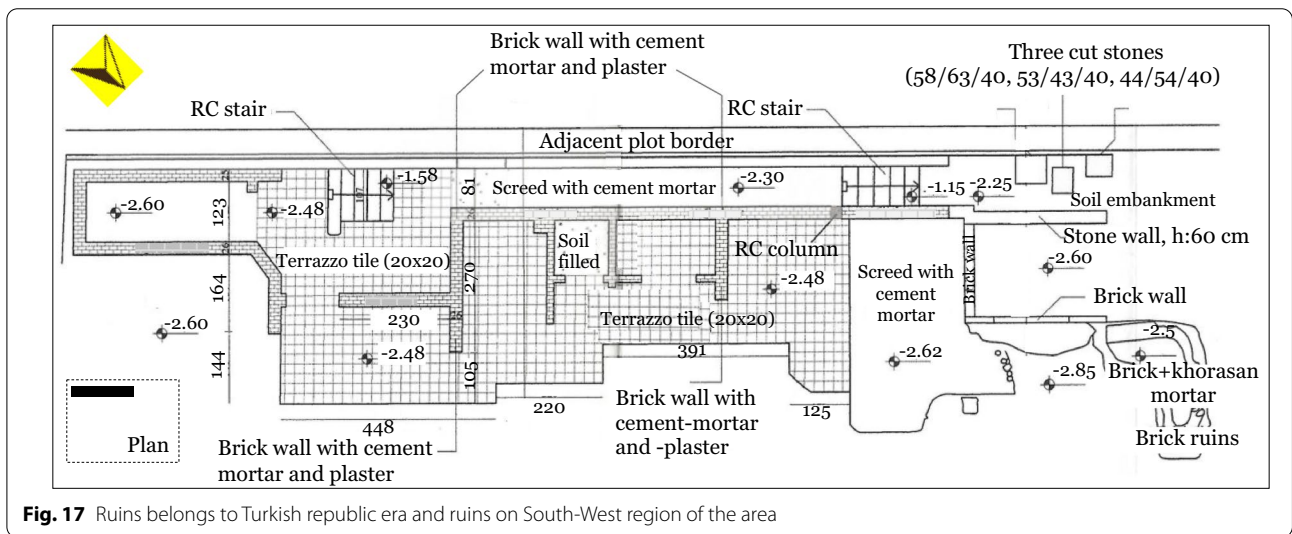 Brick wall with cement
mortar and plaster
Three cut stones
(58/63/40, 53/43/40, 44/54/40)
RC stair
RC stair
Adjacent plot border
-1.58
107
81
Screed with cement mortar
-2.30
-1.15
-2.25
-2.60
123
-2.48
Soil embankment
Stone wall, h:60 cm
RC column
Soil
filled
Terrazzo tile (20x20)
270
164
-2.48
Screed with
cement
mortar
Brick wall
-2.60
Brick wall
230
Terrazzo tile (20x20)
-2.60
-2.48
391
144
105
-2.62
-2.5
-2.85
Brick+khorasan
mortar
220
125
448
Brick wall with
cement-mortar
and -plaster
Brick ruins
Plan
Brick wall with cement
mortar and plaster
Fig. 17 Ruins belongs to Turkish republic era and ruins on South-West region of the area